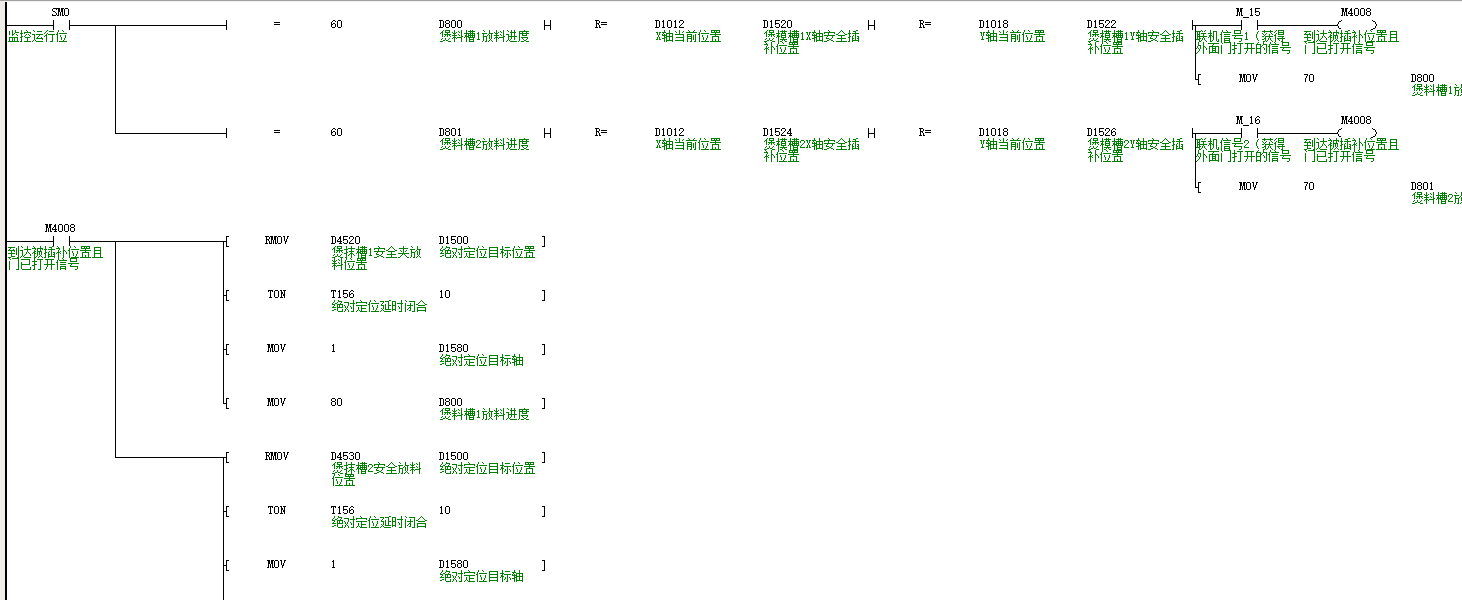 SM0 M_15 M4008
= 60 D800 R= D1012 D1520 R= D1018 D1522
监控运行位 煲料槽1放料进度 X轴当前位置 煲模槽1X轴安全插 Y轴当前位置 煲模槽1Y轴安全插 联机信号1（获得 到达被插补位置且
补位置 补位置 外面门打开的信号 门已打开信号
MOV 70 D800
煲料槽1放
M_16 M4008
= 60 D801 R= D1012 D1524 R= D1018 D1526
煲料槽2放料进度 X轴当前位置 煲模槽2X轴安全插 Y轴当前位置 煲模槽2Y轴安全插 联机信号2（获得 到达被插补位置且
补位置 补位置 外面门打开的信号 门已打开信号
MOV 70 D801
煲料槽2放
M4008
RMOV D4520 D1500
到达被插补位置且 煲抹槽1安全夹放 绝对定位目标位置
门已打开信号 料位置
TON T156 10
绝对定位延时闭合
MOV 1 D1580
绝对定位目标轴
MOV 80 D800
煲料槽1放料进度
RMOV D4530 D1500
煲抹槽2安全放料 绝对定位目标位置
位置
TON T156 10
绝对定位延时闭合
MOV 1 D1580
绝对定位目标轴